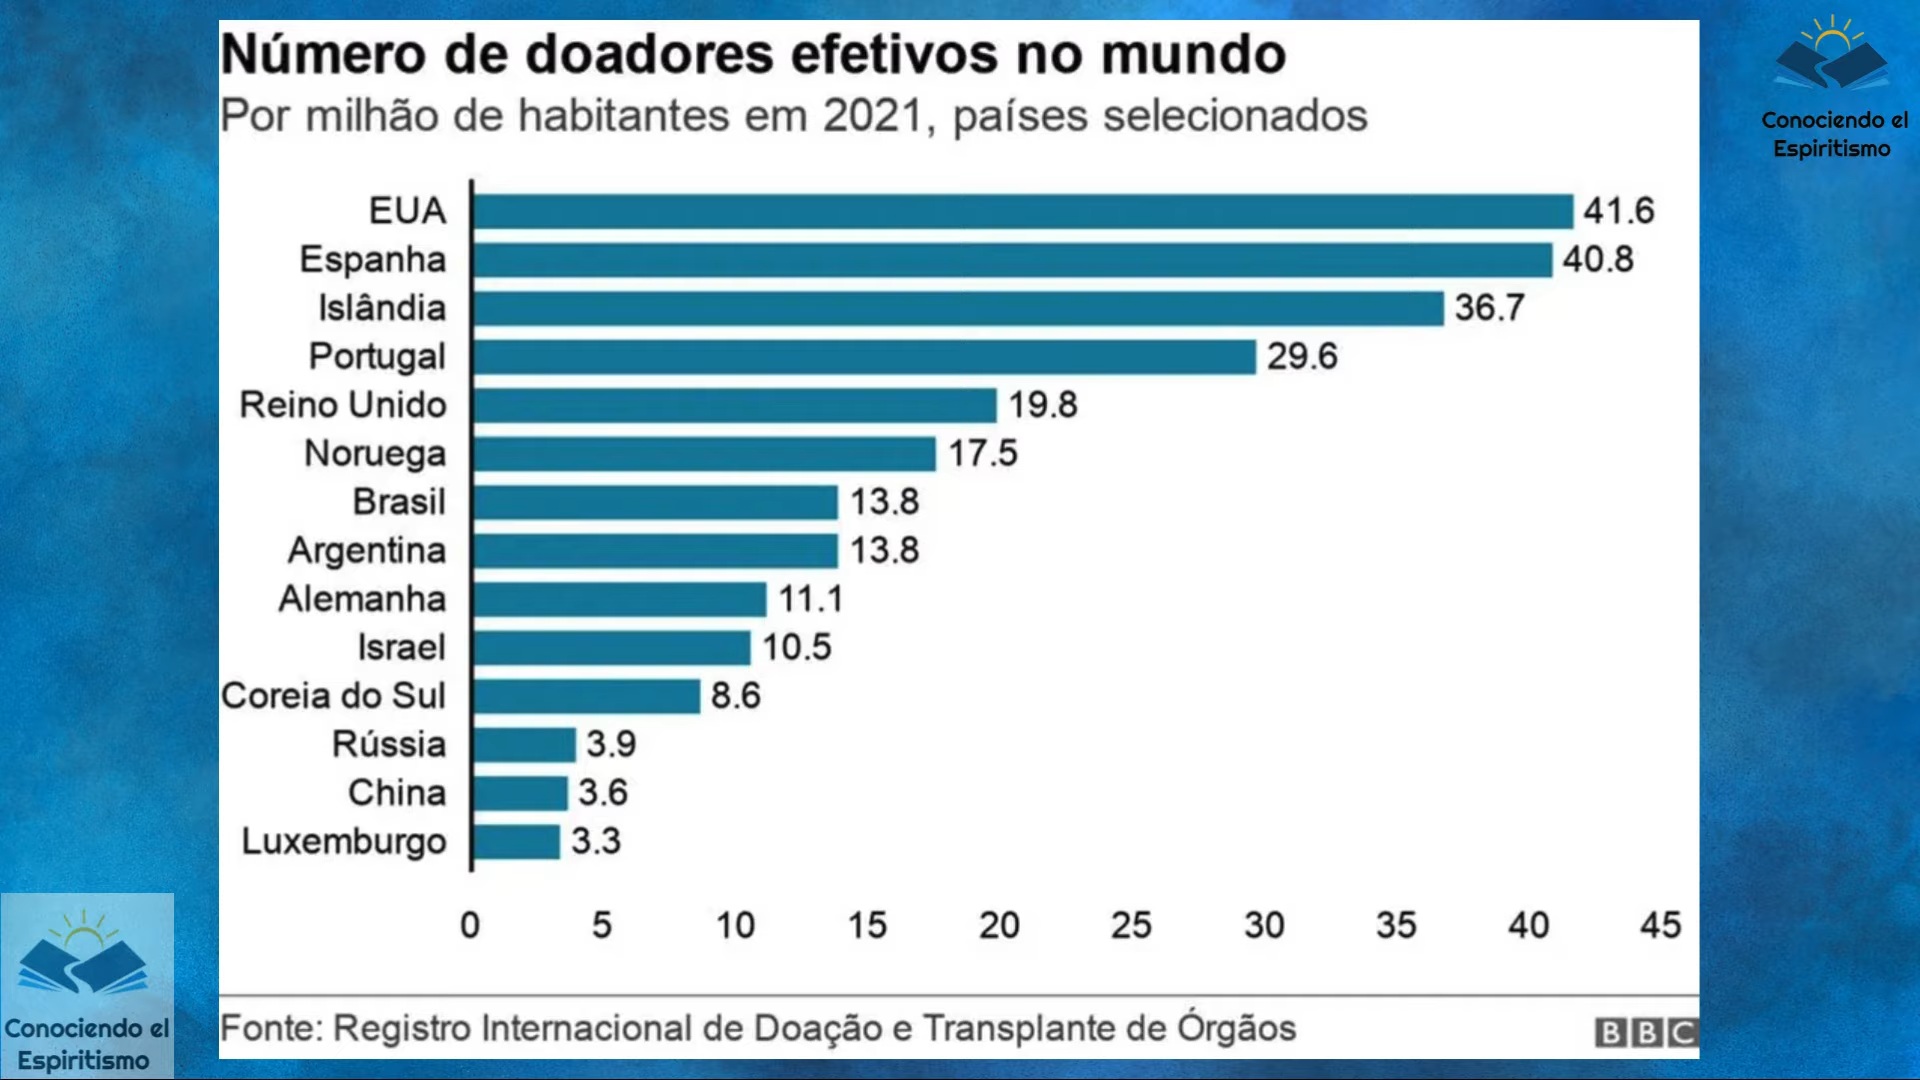 Número de doadores efetivos no mundo
Por milhão de habitantes em 2021, países selecionados
Conociendo el
Espiritismo
EUA 41.6
Espanha 40.8
Islândia 36.7
Portugal 29.6
Reino Unido 19.8
Noruega 17.5
Brasil 13.8
Argentina 13.8
Alemanha 11.1
Israel 10.5
Coreia do Sul 8.6
Rússia 3.9
China 3.6
Luxemburgo 3.3
0 5 10 15 20 25 30 35 40 45
Fonte: Registro Internacional de Doação e Transplante de Órgãos
BBC
Conociendo el
Espiritismo